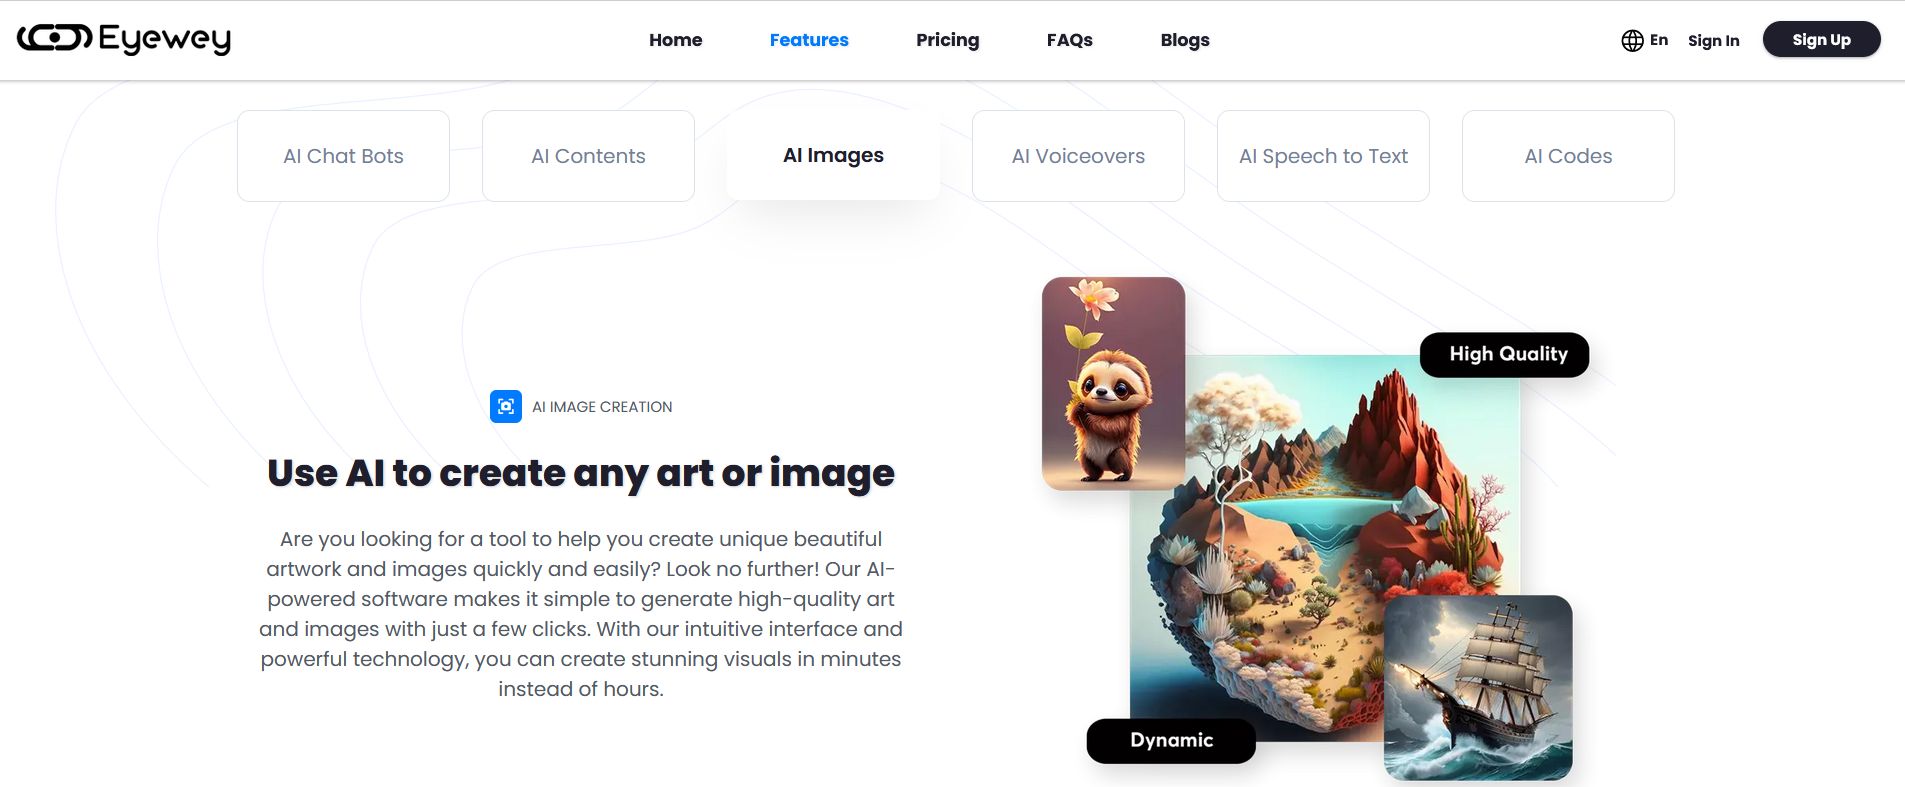 Eyewey
Home
Features
Pricing
FAQs
Blogs
En
Sign In
Sign Up
AI Chat Bots
AI Contents
AI Images
AI Voiceovers
AI Speech to Text
AI Codes
AI IMAGE CREATION
Use AI to create any art or image
Are you looking for a tool to help you create unique beautiful
artwork and images quickly and easily? Look no further! Our AI-
powered software makes it simple to generate high-quality art
and images with just a few clicks. With our intuitive interface and
powerful technology, you can create stunning visuals in minutes
instead of hours.
High Quality
Dynamic